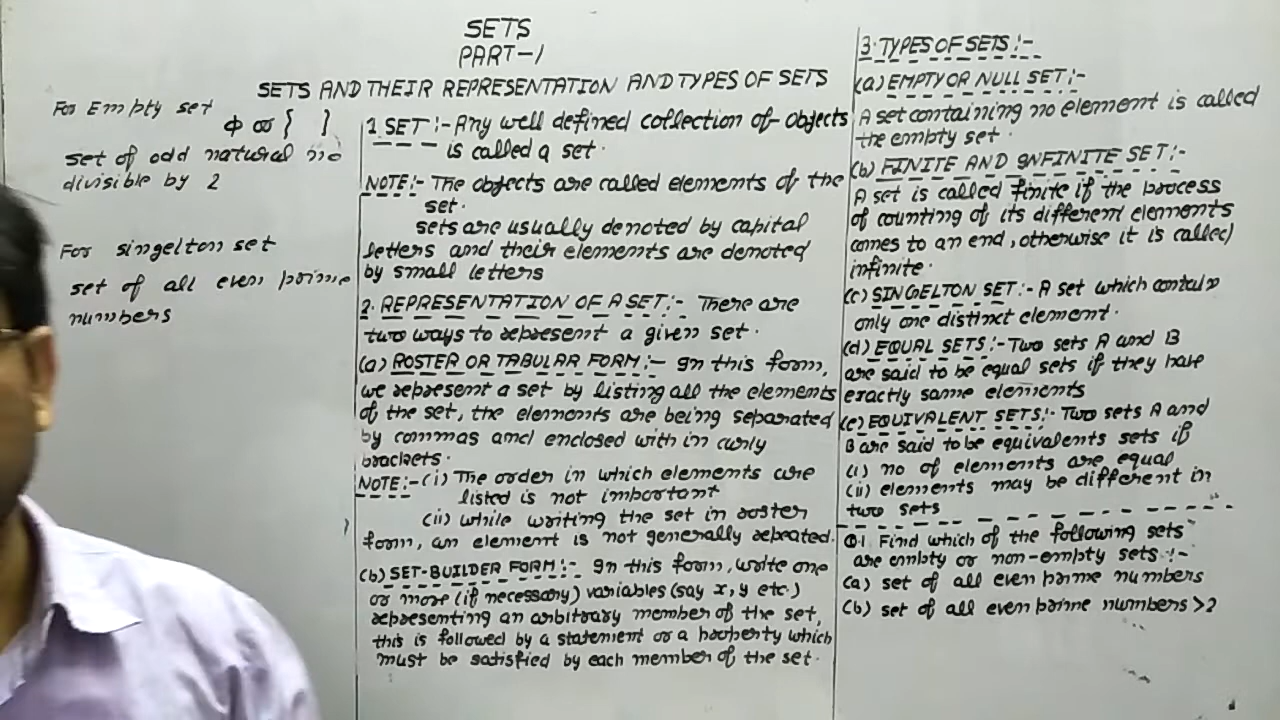 SETS
PART-1
SETS AND THEIR REPRESENTATION AND TYPES OF SETS
For Empty set
ф or { }
set of odd natural no
divisible by 2
For singelton set
set of all even prime
numbers
1. SET :- Any well defined collection of objects
is called a set.
NOTE:- The objects are called elements of the
set.
sets are usually denoted by capital
letters and their elements are denoted
by small letters
2. REPRESENTATION OF A SET:- There are
two ways to represent a given set.
(a) ROSTER OR TABULAR FORM:- In this form,
we represent a set by listing all the elements
of the set, the elements are being separated
by commas and enclosed with in curly
brackets.
NOTE:- (i) The order in which elements are
listed is not important
(ii) while writing the set in roster
form, an element is not generally repeated.
(b) SET-BUILDER FORM:- In this form, write one
or more (if necessary) variables (say x, y etc.)
representing an arbitrary member of the set,
this is followed by a statement or a property which
must be satisfied by each member of the set.
3. TYPES OF SETS :-
(a) EMPTY OR NULL SET:-
A set containing no element is called
the empty set.
(b) FINITE AND INFINITE SET:-
A set is called finite if the process
of counting of its different elements
comes to an end, otherwise it is called
infinite.
(c) SINGELTON SET:- A set which contain
only one distinct element.
(d) EQUAL SETS:- Two sets A and B
are said to be equal sets if they have
exactly same elements
(e) EQUIVALENT SETS:- Two sets A and
B are said to be equivalents sets if
(i) no of elements are equal
(ii) elements may be different in
two sets
Q.1. Find which of the following sets
are empty or non-empty sets :-
(a) set of all even prime numbers
(b) set of all even prime numbers >2